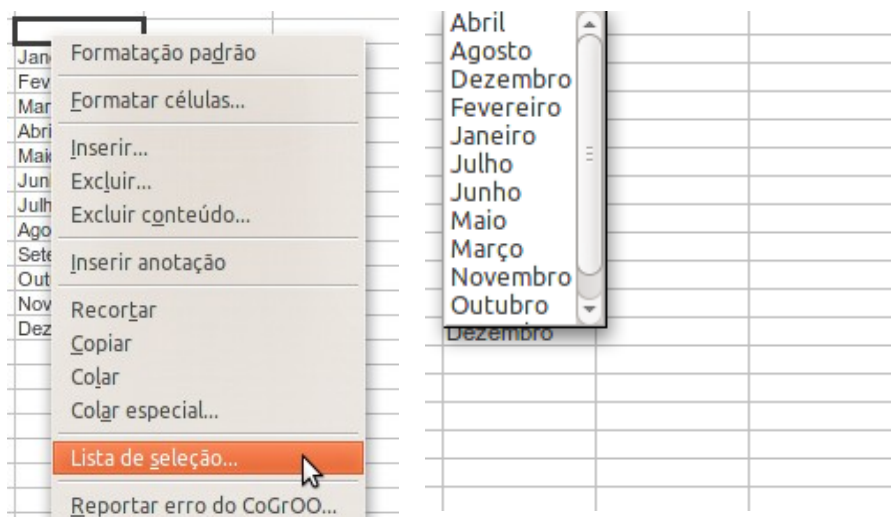 Jan
Fev
Mar
Abri
Maio
Jun
Julh
Ago
Sete
Out
Nov
Dez
Formatação padrão
Formatar células...
Inserir...
Excluir...
Excluir conteúdo...
Inserir anotação
Recortar
Copiar
Colar
Colar especial...
Lista de seleção...
Reportar erro do CoGrOO...
Abril
Agosto
Dezembro
Fevereiro
Janeiro
Julho
Junho
Maio
Março
Novembro
Outubro
Dezembro